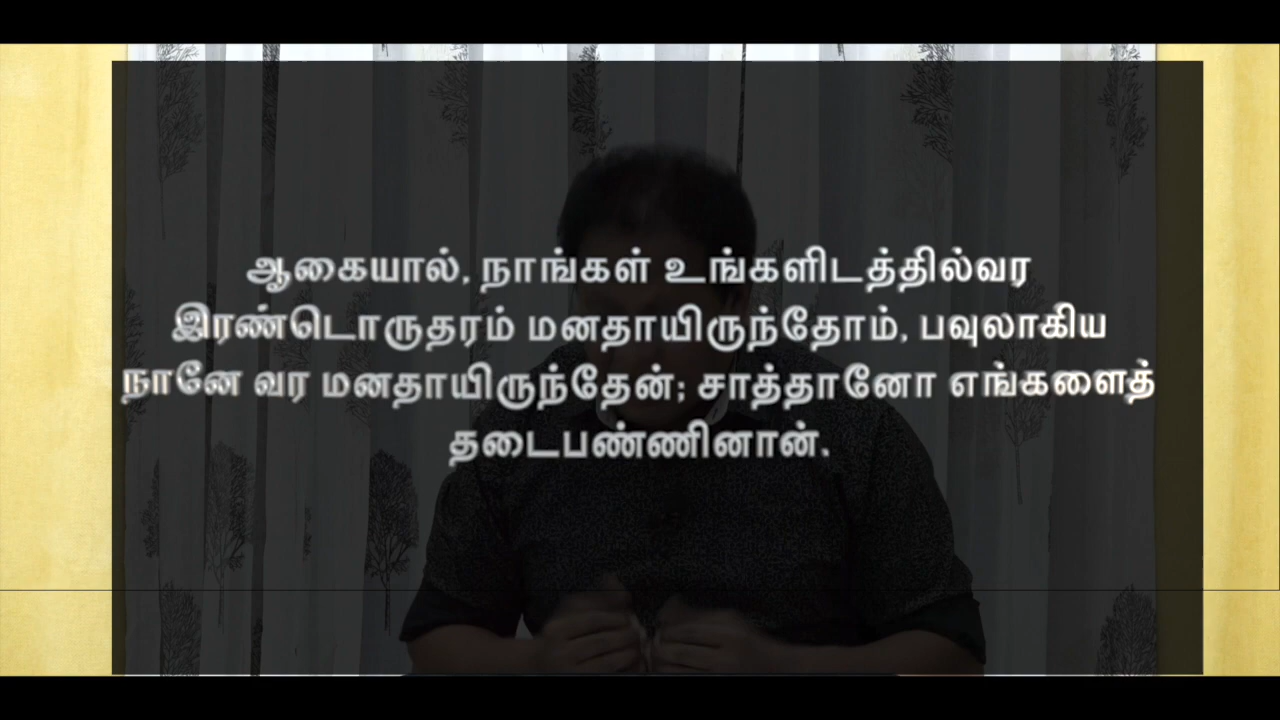 ஆகையால், நாங்கள் உங்களிடத்தில்வர
இரண்டொருதரம் மனதாயிருந்தோம், பவுலாகிய
நானே வர மனதாயிருந்தேன்; சாத்தானோ எங்களைத்
தடைபண்ணினான்.